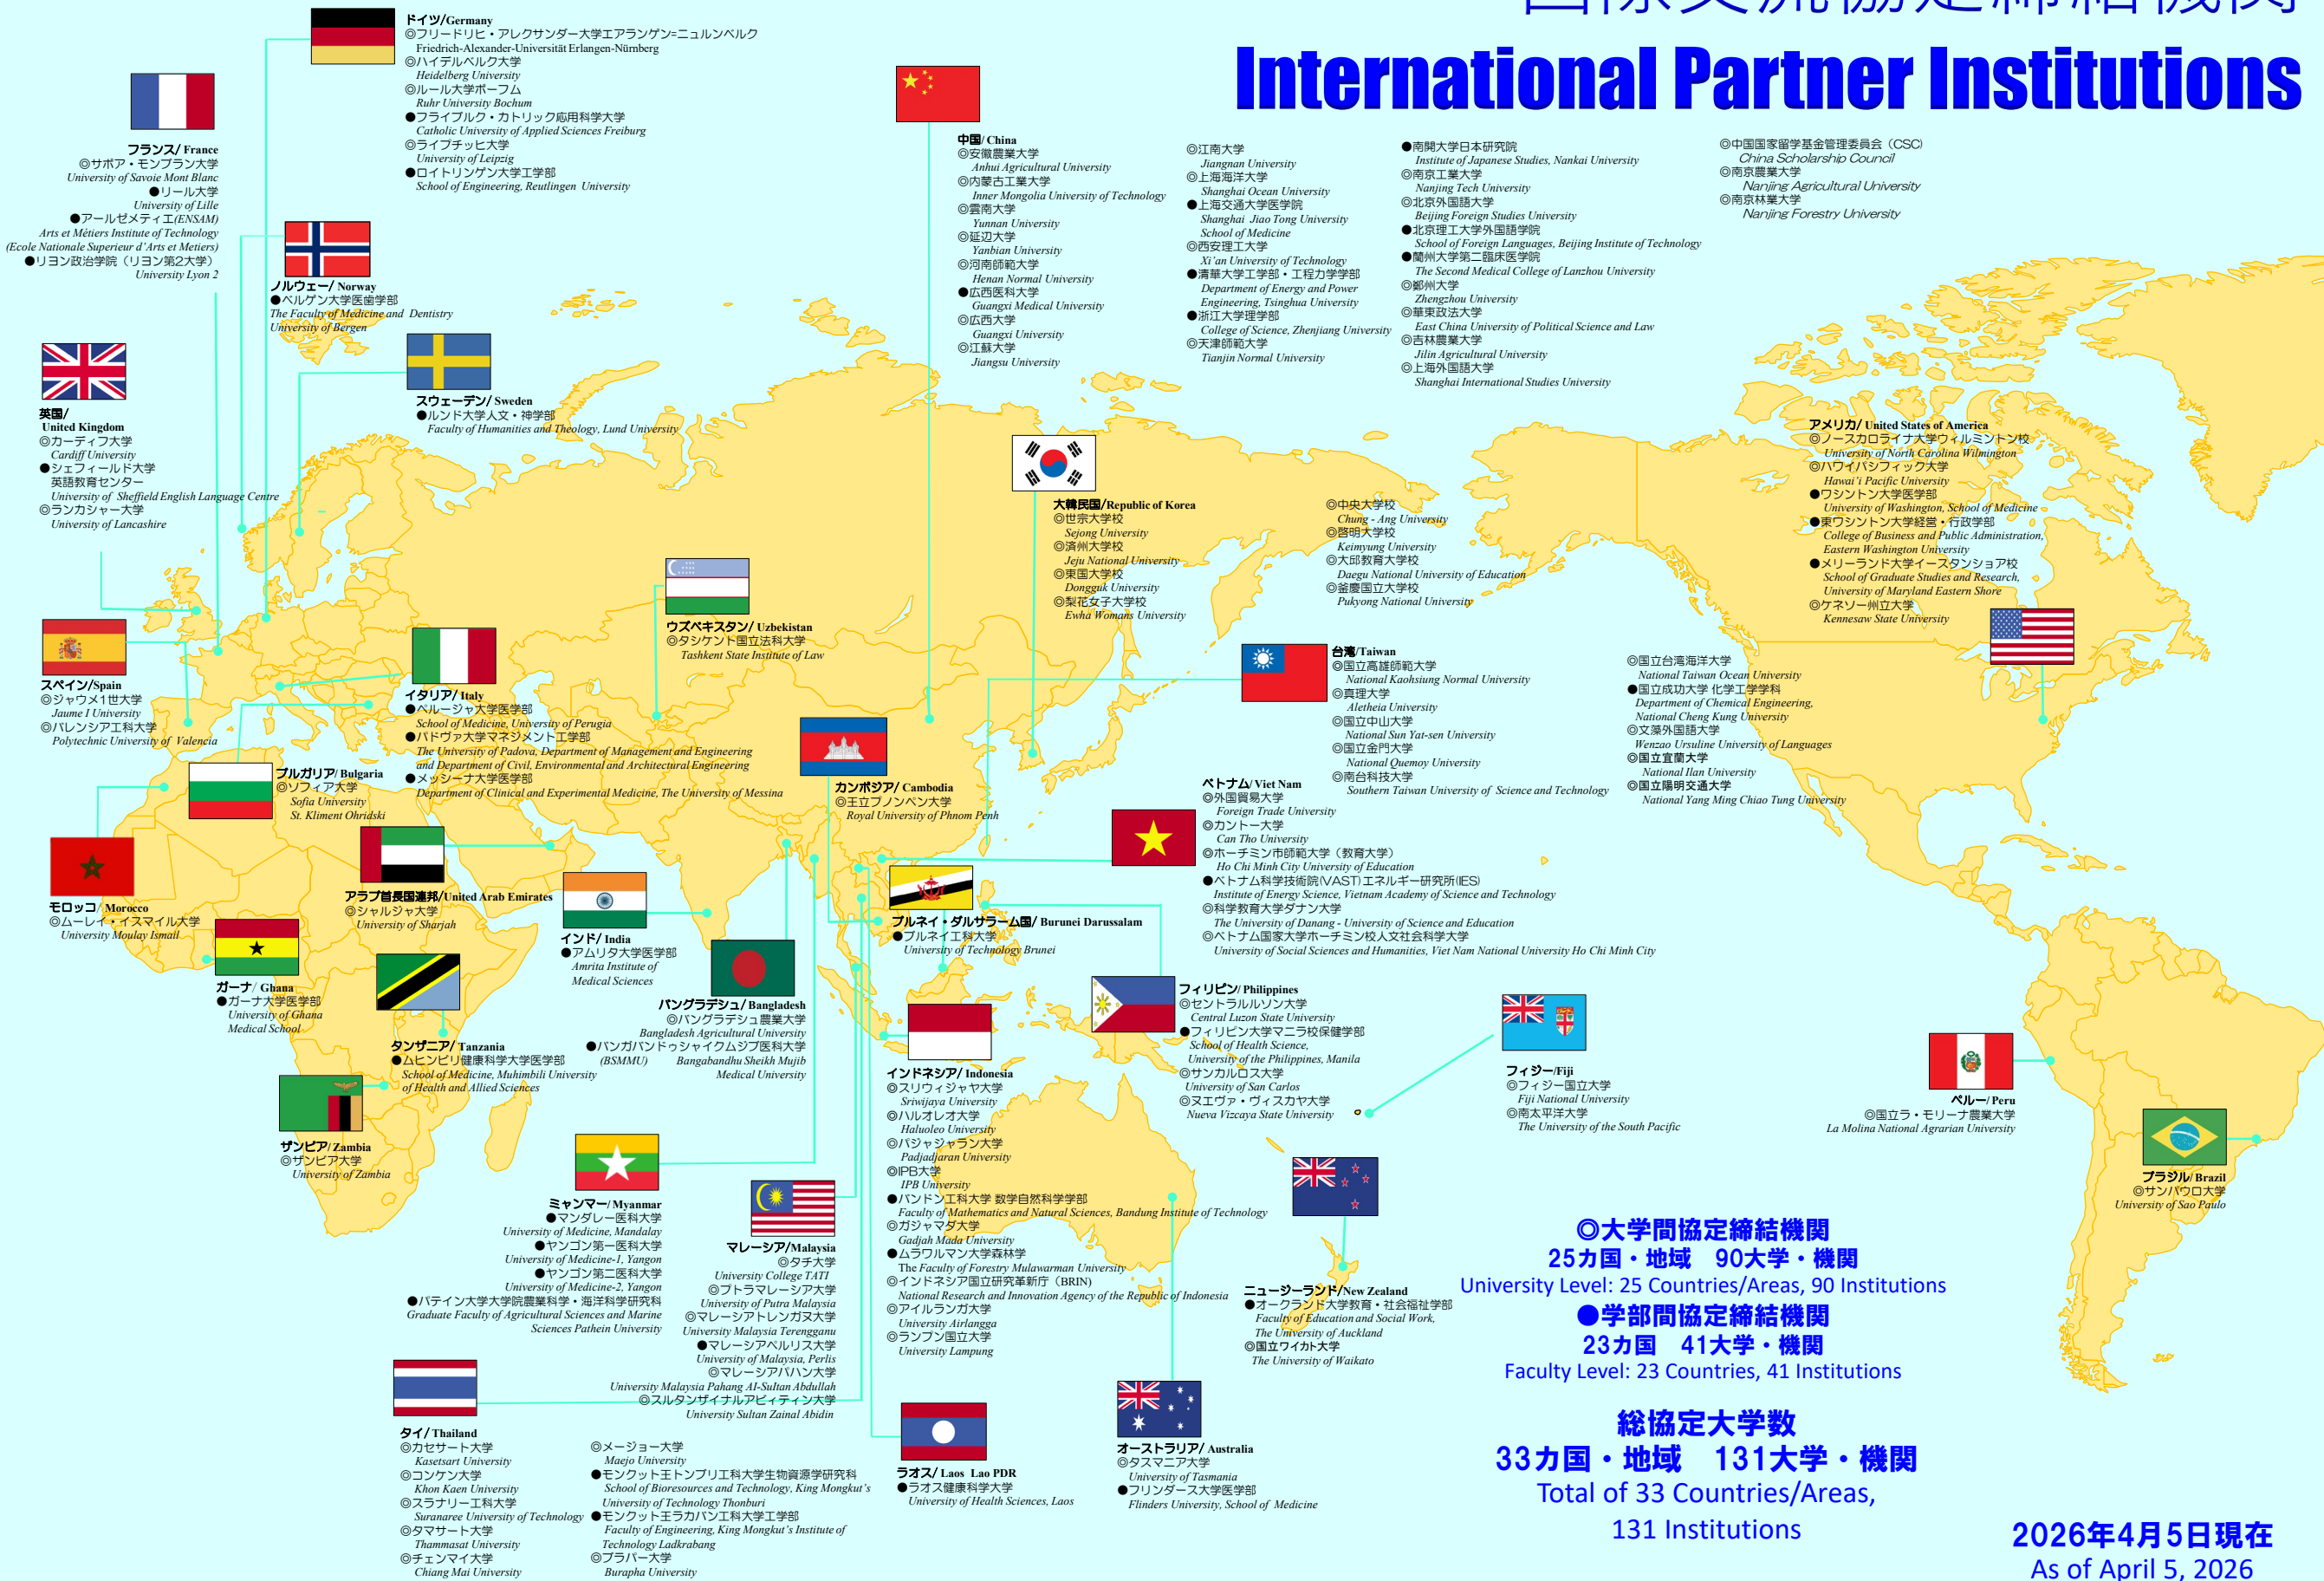 国際交流協定締結機関
International Partner Institutions
ドイツ/Germany
◎フリードリヒ・アレクサンダー大学エアランゲン=ニュルンベルク
Friedrich-Alexander-Universität Erlangen-Nürnberg
◎ハイデルベルク大学
Heidelberg University
◎ルール大学ボーフム
Ruhr University Bochum
●フライブルク・カトリック応用科学大学
Catholic University of Applied Sciences Freiburg
◎ライプチッヒ大学
University of Leipzig
●ロイトリンゲン大学工学部
School of Engineering, Reutlingen University
フランス/ France
◎サボア・モンブラン大学
University of Savoie Mont Blanc
●リール大学
University of Lille
●アールゼメティエ(ENSAM)
Arts et Métiers Institute of Technology
(Ecole Nationale Superieur d'Arts et Metiers)
●リヨン政治学院（リヨン第2大学）
University Lyon 2
ノルウェー/ Norway
●ベルゲン大学医歯学部
The Faculty of Medicine and Dentistry
University of Bergen
英国/
United Kingdom
◎カーディフ大学
Cardiff University
●シェフィールド大学
英語教育センター
University of Sheffield English Language Centre
◎ランカシャー大学
University of Lancashire
スウェーデン/ Sweden
●ルンド大学人文・神学部
Faculty of Humanities and Theology, Lund University
中国/ China
◎安徽農業大学
Anhui Agricultural University
◎内蒙古工業大学
Inner Mongolia University of Technology
◎雲南大学
Yunnan University
◎延辺大学
Yanbian University
◎河南師範大学
Henan Normal University
●広西医科大学
Guangxi Medical University
◎広西大学
Guangxi University
◎江蘇大学
Jiangsu University
◎江南大学
Jiangnan University
◎上海海洋大学
Shanghai Ocean University
●上海交通大学医学院
Shanghai Jiao Tong University
School of Medicine
◎西安理工大学
Xi'an University of Technology
●清華大学工学部・工程力学学部
Department of Energy and Power
Engineering, Tsinghua University
●浙江大学理学部
College of Science, Zhenjiang University
◎天津師範大学
Tianjin Normal University
●南開大学日本研究院
Institute of Japanese Studies, Nankai University
◎南京工業大学
Nanjing Tech University
◎北京外国語大学
Beijing Foreign Studies University
●北京理工大学外国語学院
School of Foreign Languages, Beijing Institute of Technology
●蘭州大学第二臨床医学院
The Second Medical College of Lanzhou University
◎鄭州大学
Zhengzhou University
◎華東政法大学
East China University of Political Science and Law
◎吉林農業大学
Jilin Agricultural University
◎上海外国語大学
Shanghai International Studies University
◎中国国家留学基金管理委員会（CSC）
China Scholarship Council
◎南京農業大学
Nanjing Agricultural University
◎南京林業大学
Nanjing Forestry University
アメリカ/ United States of America
◎ノースカロライナ大学ウィルミントン校
University of North Carolina Wilmington
◎ハワイパシフィック大学
Hawai'i Pacific University
●ワシントン大学医学部
University of Washington, School of Medicine
●東ワシントン大学経営・行政学部
College of Business and Public Administration,
Eastern Washington University
●メリーランド大学イースタンショア校
School of Graduate Studies and Research,
University of Maryland Eastern Shore
◎ケネソー州立大学
Kennesaw State University
大韓民国/Republic of Korea
◎世宗大学校
Sejong University
◎済州大学校
Jeju National University
◎東国大学校
Dongguk University
◎梨花女子大学校
Ewha Womans University
◎中央大学校
Chung - Ang University
◎啓明大学校
Keimyung University
◎大邱教育大学校
Daegu National University of Education
◎釜慶国立大学校
Pukyong National University
ウズベキスタン/ Uzbekistan
◎タシケント国立法科大学
Tashkent State Institute of Law
スペイン/Spain
◎ジャウメ1世大学
Jaume I University
◎バレンシア工科大学
Polytechnic University of Valencia
イタリア/ Italy
●ペルージャ大学医学部
School of Medicine, University of Perugia
●パドヴァ大学マネジメント工学部
The University of Padova, Department of Management and Engineering
and Department of Civil, Environmental and Architectural Engineering
●メッシーナ大学医学部
Department of Clinical and Experimental Medicine, The University of Messina
台湾/Taiwan
◎国立高雄師範大学
National Kaohsiung Normal University
◎真理大学
Aletheia University
◎国立中山大学
National Sun Yat-sen University
◎国立金門大学
National Quemoy University
◎南台科技大学
Southern Taiwan University of Science and Technology
◎国立台湾海洋大学
National Taiwan Ocean University
●国立成功大学 化学工学学科
Department of Chemical Engineering,
National Cheng Kung University
◎文藻外国語大学
Wenzao Ursuline University of Languages
◎国立宜蘭大学
National Ilan University
◎国立陽明交通大学
National Yang Ming Chiao Tung University
ブルガリア/ Bulgaria
◎ソフィア大学
Sofia University
St. Kliment Ohridski
カンボジア/ Cambodia
◎王立プノンペン大学
Royal University of Phnom Penh
ベトナム/ Viet Nam
◎外国貿易大学
Foreign Trade University
◎カントー大学
Can Tho University
◎ホーチミン市師範大学（教育大学）
Ho Chi Minh City University of Education
●ベトナム科学技術院(VAST)エネルギー研究所(IES)
Institute of Energy Science, Vietnam Academy of Science and Technology
◎科学教育大学ダナン大学
The University of Danang - University of Science and Education
◎ベトナム国家大学ホーチミン校人文社会科学大学
University of Social Sciences and Humanities, Viet Nam National University Ho Chi Minh City
モロッコ/ Morocco
◎ムーレイ・イスマイル大学
University Moulay Ismail
アラブ首長国連邦/United Arab Emirates
◎シャルジャ大学
University of Sharjah
インド/ India
●アムリタ大学医学部
Amrita Institute of
Medical Sciences
ブルネイ・ダルサラーム国/ Burunei Darussalam
●ブルネイ工科大学
University of Technology Brunei
ガーナ/ Ghana
●ガーナ大学医学部
University of Ghana
Medical School
バングラデシュ/ Bangladesh
◎バングラデシュ農業大学
Bangladesh Agricultural University
●バンガバンドゥシャイクムジブ医科大学
(BSMMU) Bangabandhu Sheikh Mujib
Medical University
タンザニア/ Tanzania
●ムヒンビリ健康科学大学医学部
School of Medicine, Muhimbili University
of Health and Allied Sciences
ザンビア/ Zambia
◎ザンビア大学
University of Zambia
フィリピン/ Philippines
◎セントラルルソン大学
Central Luzon State University
●フィリピン大学マニラ校保健学部
School of Health Science,
University of the Philippines, Manila
◎サンカルロス大学
University of San Carlos
◎ヌエヴァ・ヴィスカヤ大学
Nueva Vizcaya State University
フィジー/Fiji
◎フィジー国立大学
Fiji National University
◎南太平洋大学
The University of the South Pacific
ペルー/ Peru
◎国立ラ・モリーナ農業大学
La Molina National Agrarian University
ブラジル/ Brazil
◎サンパウロ大学
University of Sao Paulo
インドネシア/ Indonesia
◎スリウィジャヤ大学
Sriwijaya University
◎ハルオレオ大学
Haluoleo University
◎パジャジャラン大学
Padjadjaran University
◎IPB大学
IPB University
●バンドン工科大学 数学自然科学学部
Faculty of Mathematics and Natural Sciences, Bandung Institute of Technology
◎ガジャマダ大学
Gadjah Mada University
●ムラワルマン大学森林学
The Faculty of Forestry Mulawarman University
◎インドネシア国立研究革新庁（BRIN)
National Research and Innovation Agency of the Republic of Indonesia
◎アイルランガ大学
University Airlangga
◎ランプン国立大学
University Lampung
ミャンマー/ Myanmar
●マンダレー医科大学
University of Medicine, Mandalay
●ヤンゴン第一医科大学
University of Medicine-1, Yangon
●ヤンゴン第二医科大学
University of Medicine-2, Yangon
●パテイン大学大学院農業科学・海洋科学研究科
Graduate Faculty of Agricultural Sciences and Marine
Sciences Pathein University
マレーシア/Malaysia
◎タチ大学
University College TATI
◎プトラマレーシア大学
University of Putra Malaysia
◎マレーシアトレンガヌ大学
University Malaysia Terengganu
●マレーシアペルリス大学
University of Malaysia, Perlis
◎マレーシアパハン大学
University Malaysia Pahang AI-Sultan Abdullah
◎スルタンザイナルアビィティン大学
University Sultan Zainal Abidin
ニュージーランド/New Zealand
●オークランド大学教育・社会福祉学部
Faculty of Education and Social Work,
The University of Auckland
◎国立ワイカト大学
The University of Waikato
タイ/ Thailand
◎カセサート大学
Kasetsart University
◎コンケン大学
Khon Kaen University
◎スラナリー工科大学
Suranaree University of Technology
◎タマサート大学
Thammasat University
◎チェンマイ大学
Chiang Mai University
◎メージョー大学
Maejo University
●モンクット王トンブリ工科大学生物資源学研究科
School of Bioresources and Technology, King Mongkut's
University of Technology Thonburi
●モンクット王ラカバン工科大学工学部
Faculty of Engineering, King Mongkut's Institute of
Technology Ladkrabang
◎ブラパー大学
Burapha University
ラオス/ Laos Lao PDR
●ラオス健康科学大学
University of Health Sciences, Laos
オーストラリア/ Australia
◎タスマニア大学
University of Tasmania
●フリンダース大学医学部
Flinders University, School of Medicine
◎大学間協定締結機関
25カ国・地域 90大学・機関
University Level: 25 Countries/Areas, 90 Institutions
●学部間協定締結機関
23カ国 41大学・機関
Faculty Level: 23 Countries, 41 Institutions
総協定大学数
33カ国・地域 131大学・機関
Total of 33 Countries/Areas,
131 Institutions
2026年4月5日現在
As of April 5, 2026